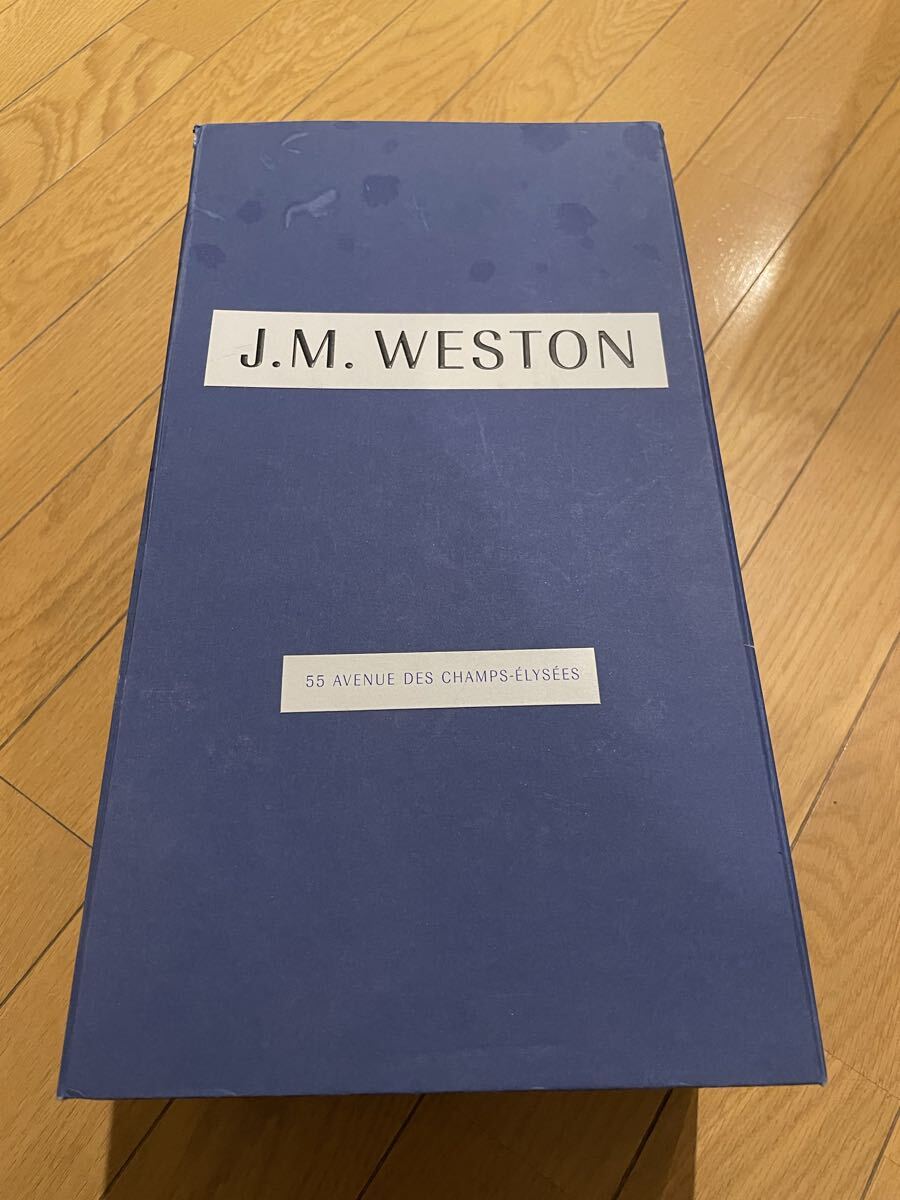 J.M. WESTON
55 AVENUE DES CHAMPS-ÉLYSÉES